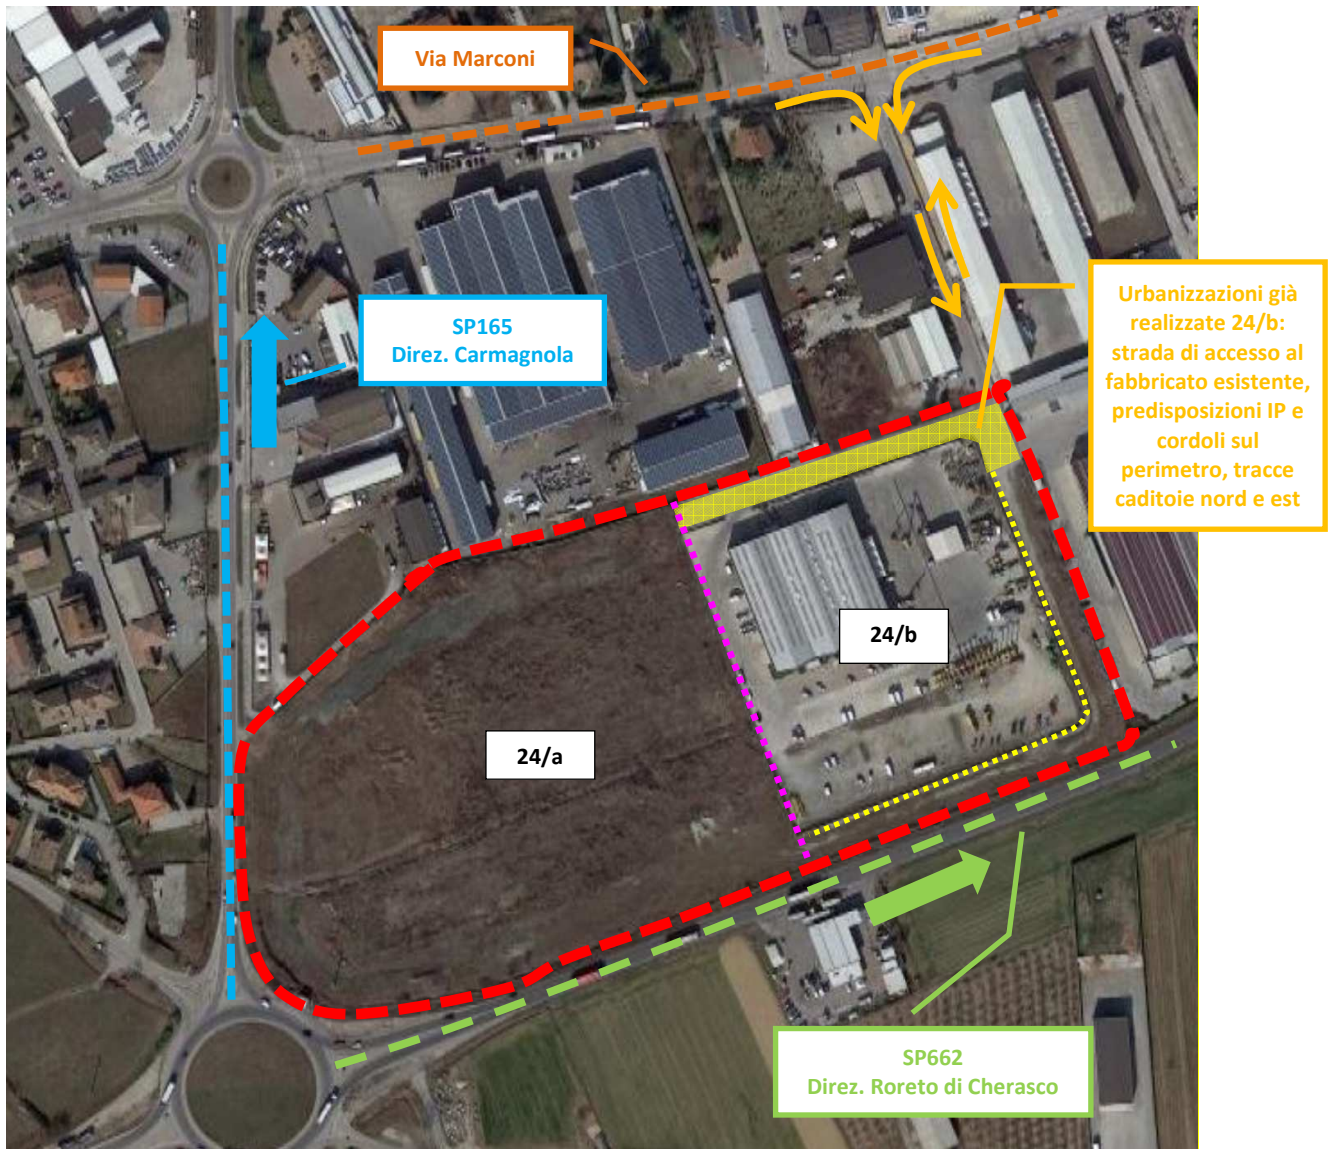 Via Marconi
SP165
Direz. Carmagnola
Urbanizzazioni già
realizzate 24/b:
strada di accesso al
fabbricato esistente,
predisposizioni IP e
cordoli sul
perimetro, tracce
caditoie nord e est
24/b
24/a
SP662
Direz. Roreto di Cherasco